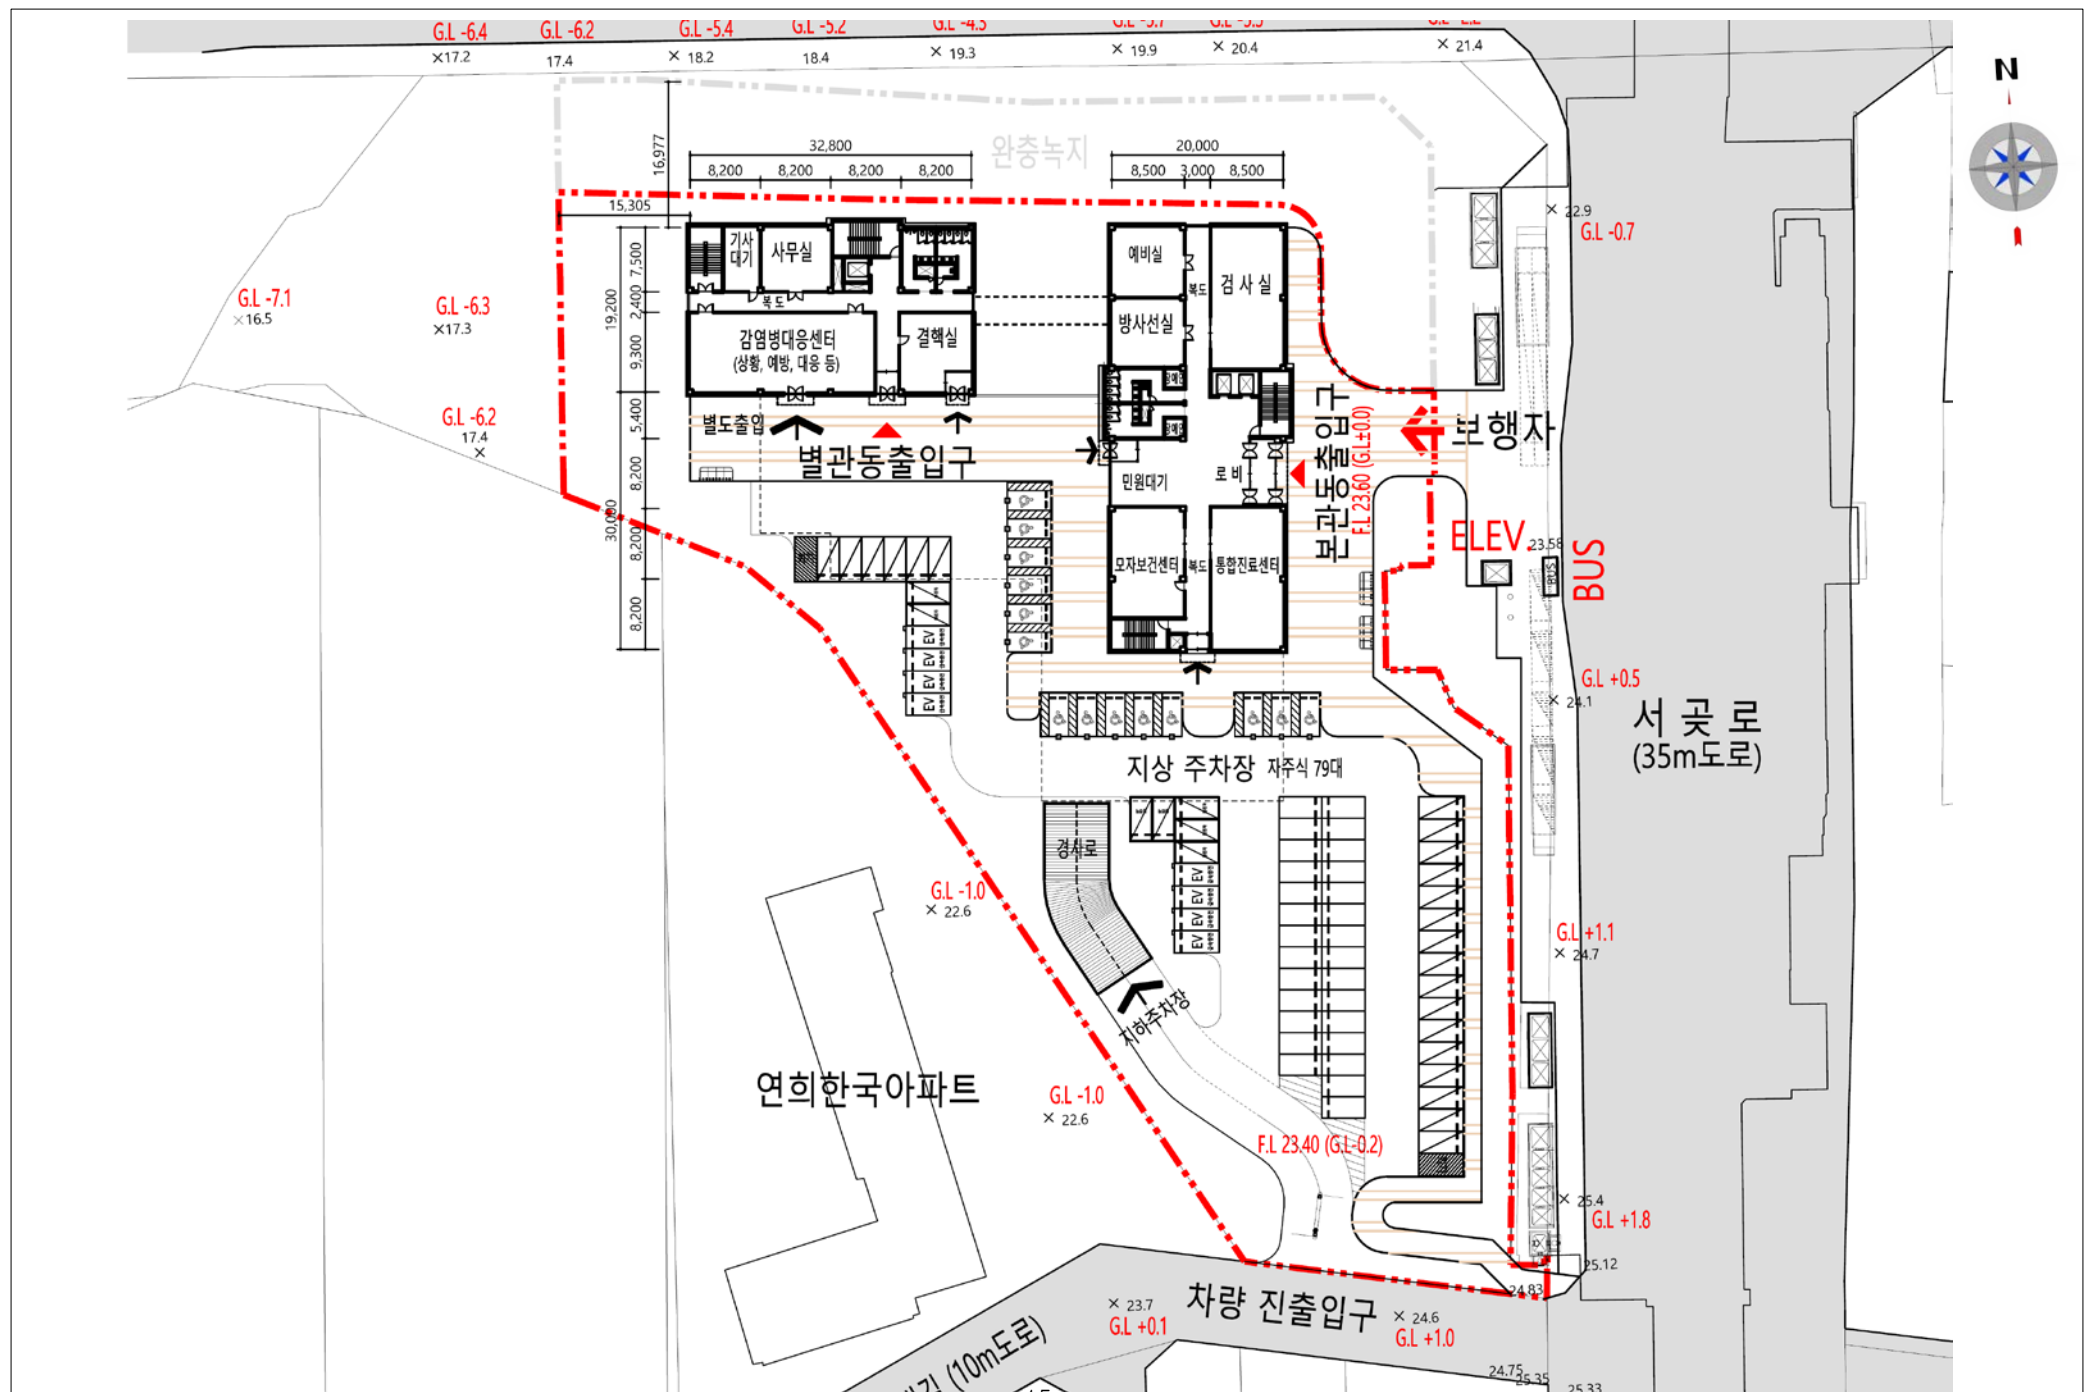 G.L -6.4
G.L -6.2
G.L -5.4
G.L -5.2
17.2
17.4
18.2
18.4
19.3
19.9
20.4
21.4
N
완충녹지
16,977
32,800
8,200
8,200
8,200
8,200
20,000
8,500
3,000
8,500
15,305
22.9
G.L -0.7
기사
대기
사무실
복도
감염병대응센터
(상황, 예방, 대응 등)
결핵실
예비실
방사선실
복도
검 사 실
7,500
2,400
19,200
9,300
5,400
8,200
30,000
8,200
8,200
G.L -7.1
16.5
G.L -6.3
17.3
G.L -6.2
17.4
별도출입
별관동출입구
민원대기
로 비
본관동출입구
F.L 23.60 (G.L±0.0)
보행자
모자보건센터
복도
통합진료센터
ELEV.
23.58
BUS
BUS
EV
EV
EV
EV
G.L +0.5
24.1
서 곶 로
(35m도로)
지상 주차장 자주식 79대
경사로
EV
EV
EV
EV
지하주차장
G.L -1.0
22.6
G.L +1.1
24.7
연희한국아파트
G.L -1.0
22.6
F.L 23.40 (G.L-0.2)
25.4
G.L +1.8
25.12
24.83
차량 진출입구
23.7
G.L +0.1
24.6
G.L +1.0
(10m도로)
24.75
25.35
25.33